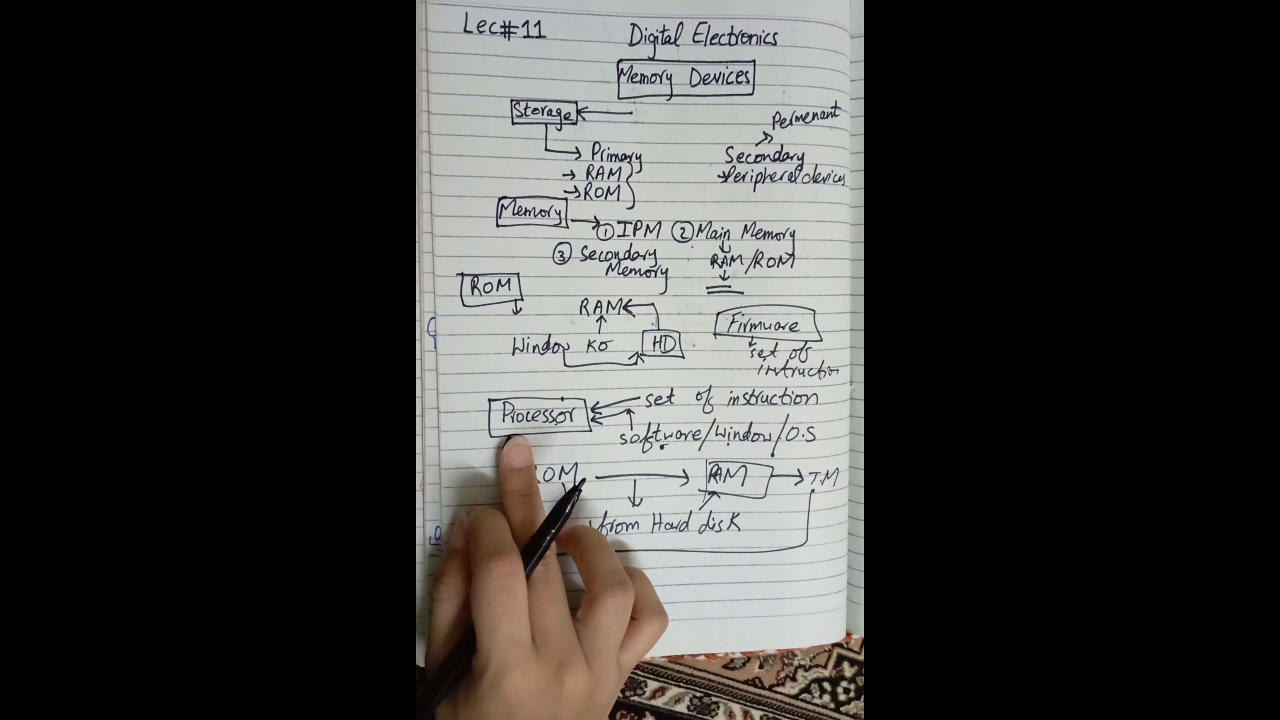 Lec#11
Digital Electronics
Memory Devices
Storage
Permenant
→ Primary
Secondary
→ RAM
→Peripheral devices
→ ROM
Memory
① IPM ② Main Memory
③ Secondary
Memory
RAM/ROM
ROM
RAM
Firmware
Window KO HD
set of
instruction
Processor
set of instruction
software/window/O.S
ROM → RAM → T.M
from Hard disk